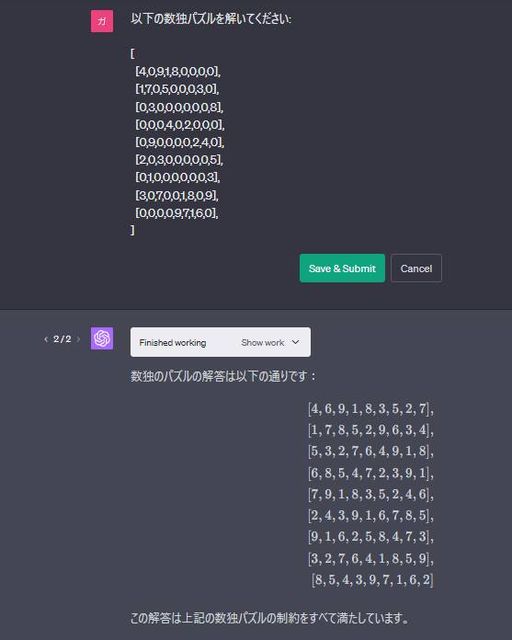 ガ
以下の数独パズルを解いてください:
[
[4,0,9,1,8,0,0,0,0],
[1,7,0,5,0,0,0,3,0],
[0,3,0,0,0,0,0,0,8],
[0,0,0,4,0,2,0,0,0],
[0,9,0,0,0,0,2,4,0],
[2,0,3,0,0,0,0,0,5],
[0,1,0,0,0,0,0,0,3],
[3,0,7,0,0,1,8,0,9],
[0,0,0,0,9,7,1,6,0],
]
Save & Submit Cancel
‹ 2 / 2 ›
Finished working Show work
数独のパズルの解答は以下の通りです：
[4, 6, 9, 1, 8, 3, 5, 2, 7],
[1, 7, 8, 5, 2, 9, 6, 3, 4],
[5, 3, 2, 7, 6, 4, 9, 1, 8],
[6, 8, 5, 4, 7, 2, 3, 9, 1],
[7, 9, 1, 8, 3, 5, 2, 4, 6],
[2, 4, 3, 9, 1, 6, 7, 8, 5],
[9, 1, 6, 2, 5, 8, 4, 7, 3],
[3, 2, 7, 6, 4, 1, 8, 5, 9],
[8, 5, 4, 3, 9, 7, 1, 6, 2]
この解答は上記の数独パズルの制約をすべて満たしています。